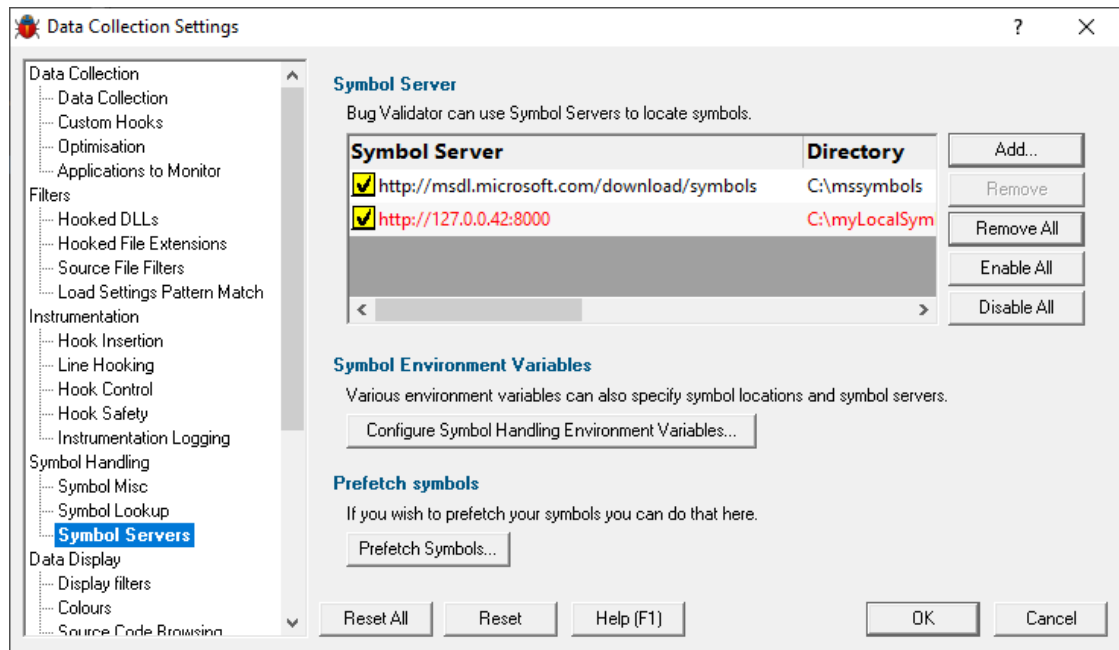 Data Collection Settings
Data Collection
Data Collection
Custom Hooks
Optimisation
Applications to Monitor
Filters
Hooked DLLs
Hooked File Extensions
Source File Filters
Load Settings Pattern Match
Instrumentation
Hook Insertion
Line Hooking
Hook Control
Hook Safety
Instrumentation Logging
Symbol Handling
Symbol Misc
Symbol Lookup
Symbol Servers
Data Display
Display filters
Colours
Source Code Browsing
Symbol Server
Bug Validator can use Symbol Servers to locate symbols.
Symbol Server Directory
http://msdl.microsoft.com/download/symbols C:\mssymbols
http://127.0.0.42:8000 C:\myLocalSym
Add...
Remove
Remove All
Enable All
Disable All
Symbol Environment Variables
Various environment variables can also specify symbol locations and symbol servers.
Configure Symbol Handling Environment Variables...
Prefetch symbols
If you wish to prefetch your symbols you can do that here.
Prefetch Symbols...
Reset All Reset Help (F1) OK Cancel